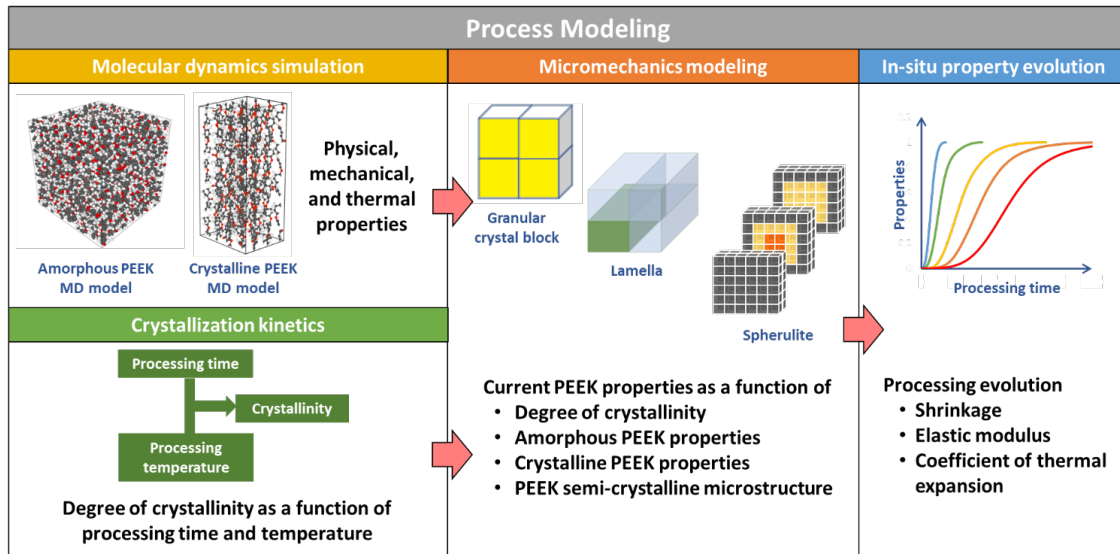 Process Modeling
Molecular dynamics simulation
Physical,
mechanical,
and thermal
properties
Amorphous PEEK
MD model
Crystalline PEEK
MD model
Crystallization kinetics
Processing time
Crystallinity
Processing
temperature
Degree of crystallinity as a function of
processing time and temperature
Micromechanics modeling
Granular
crystal block
Lamella
Spherulite
Current PEEK properties as a function of
• Degree of crystallinity
• Amorphous PEEK properties
• Crystalline PEEK properties
• PEEK semi-crystalline microstructure
In-situ property evolution
Properties
Processing time
Processing evolution
• Shrinkage
• Elastic modulus
• Coefficient of thermal
expansion